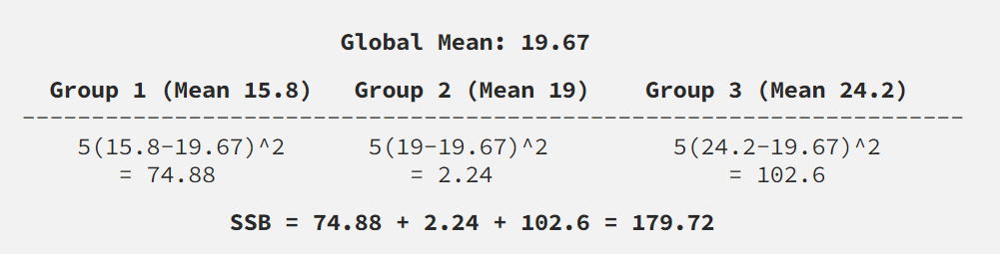 Global Mean: 19.67
Group 1 (Mean 15.8) Group 2 (Mean 19) Group 3 (Mean 24.2)
--------------------------------------------------------------------
5(15.8-19.67)^2 5(19-19.67)^2 5(24.2-19.67)^2
= 74.88 = 2.24 = 102.6
SSB = 74.88 + 2.24 + 102.6 = 179.72